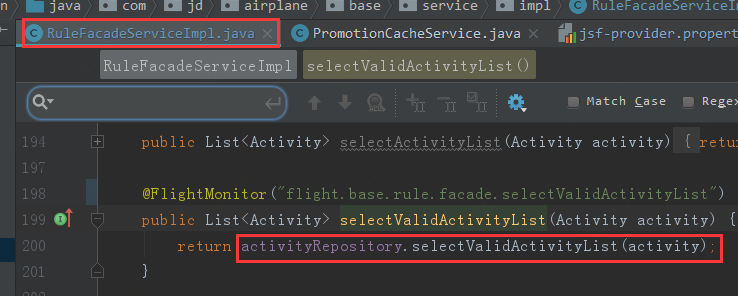 java com jd airplane base service impl RuleFacadeServiceIm
RuleFacadeServiceImpl.java PromotionCacheService.java jsf-provider.propert
RuleFacadeServiceImpl selectValidActivityList()
Match Case Regex
194 public List<Activity> selectActivityList(Activity activity) { retur
197
198 @FlightMonitor("flight.base.rule.facade.selectValidActivityList")
199 public List<Activity> selectValidActivityList(Activity activity) {
200 return activityRepository.selectValidActivityList(activity);
201 }